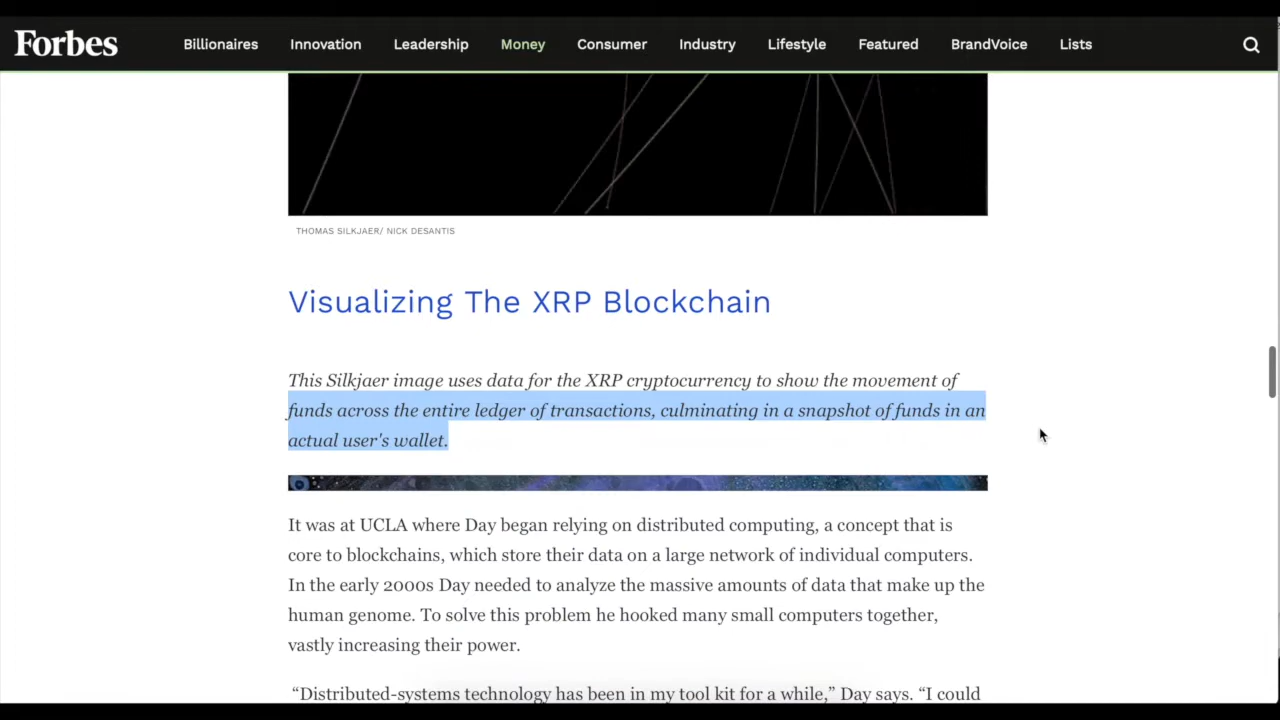 Forbes
Billionaires Innovation Leadership Money Consumer Industry Lifestyle Featured BrandVoice Lists
THOMAS SILKJAER/ NICK DESANTIS
Visualizing The XRP Blockchain
This Silkjaer image uses data for the XRP cryptocurrency to show the movement of
funds across the entire ledger of transactions, culminating in a snapshot of funds in an
actual user's wallet.
It was at UCLA where Day began relying on distributed computing, a concept that is
core to blockchains, which store their data on a large network of individual computers.
In the early 2000s Day needed to analyze the massive amounts of data that make up the
human genome. To solve this problem he hooked many small computers together,
vastly increasing their power.
“Distributed-systems technology has been in my tool kit for a while,” Day says. “I could